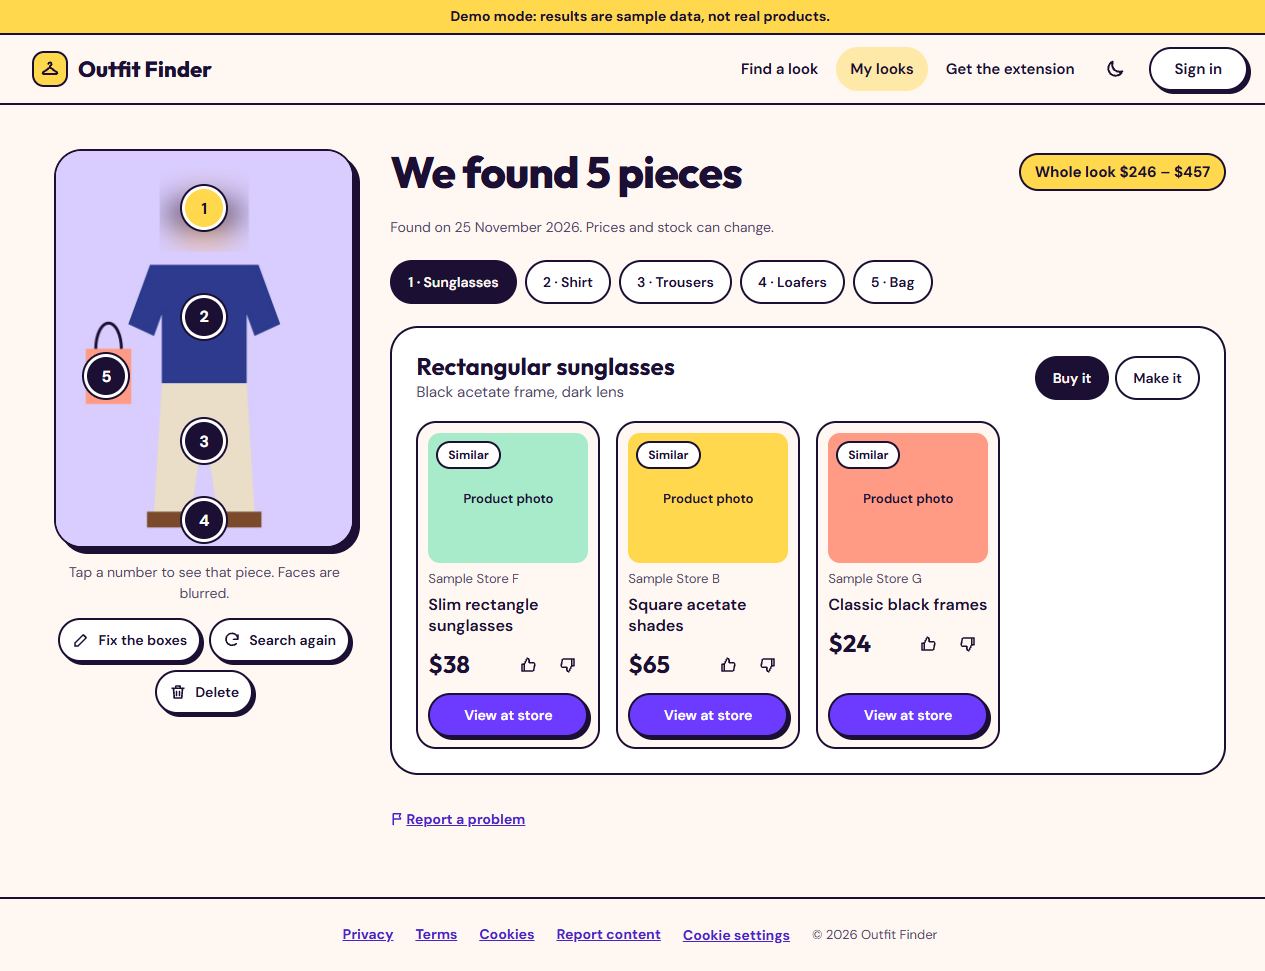 Demo mode: results are sample data, not real products.
Outfit Finder
Find a look
My looks
Get the extension
Sign in
1
2
5
3
4
Tap a number to see that piece. Faces are
blurred.
Fix the boxes
Search again
Delete
We found 5 pieces
Whole look $246 – $457
Found on 25 November 2026. Prices and stock can change.
1 · Sunglasses
2 · Shirt
3 · Trousers
4 · Loafers
5 · Bag
Rectangular sunglasses
Black acetate frame, dark lens
Buy it
Make it
Similar
Product photo
Sample Store F
Slim rectangle
sunglasses
$38
View at store
Similar
Product photo
Sample Store B
Square acetate
shades
$65
View at store
Similar
Product photo
Sample Store G
Classic black frames
$24
View at store
Report a problem
Privacy
Terms
Cookies
Report content
Cookie settings
© 2026 Outfit Finder